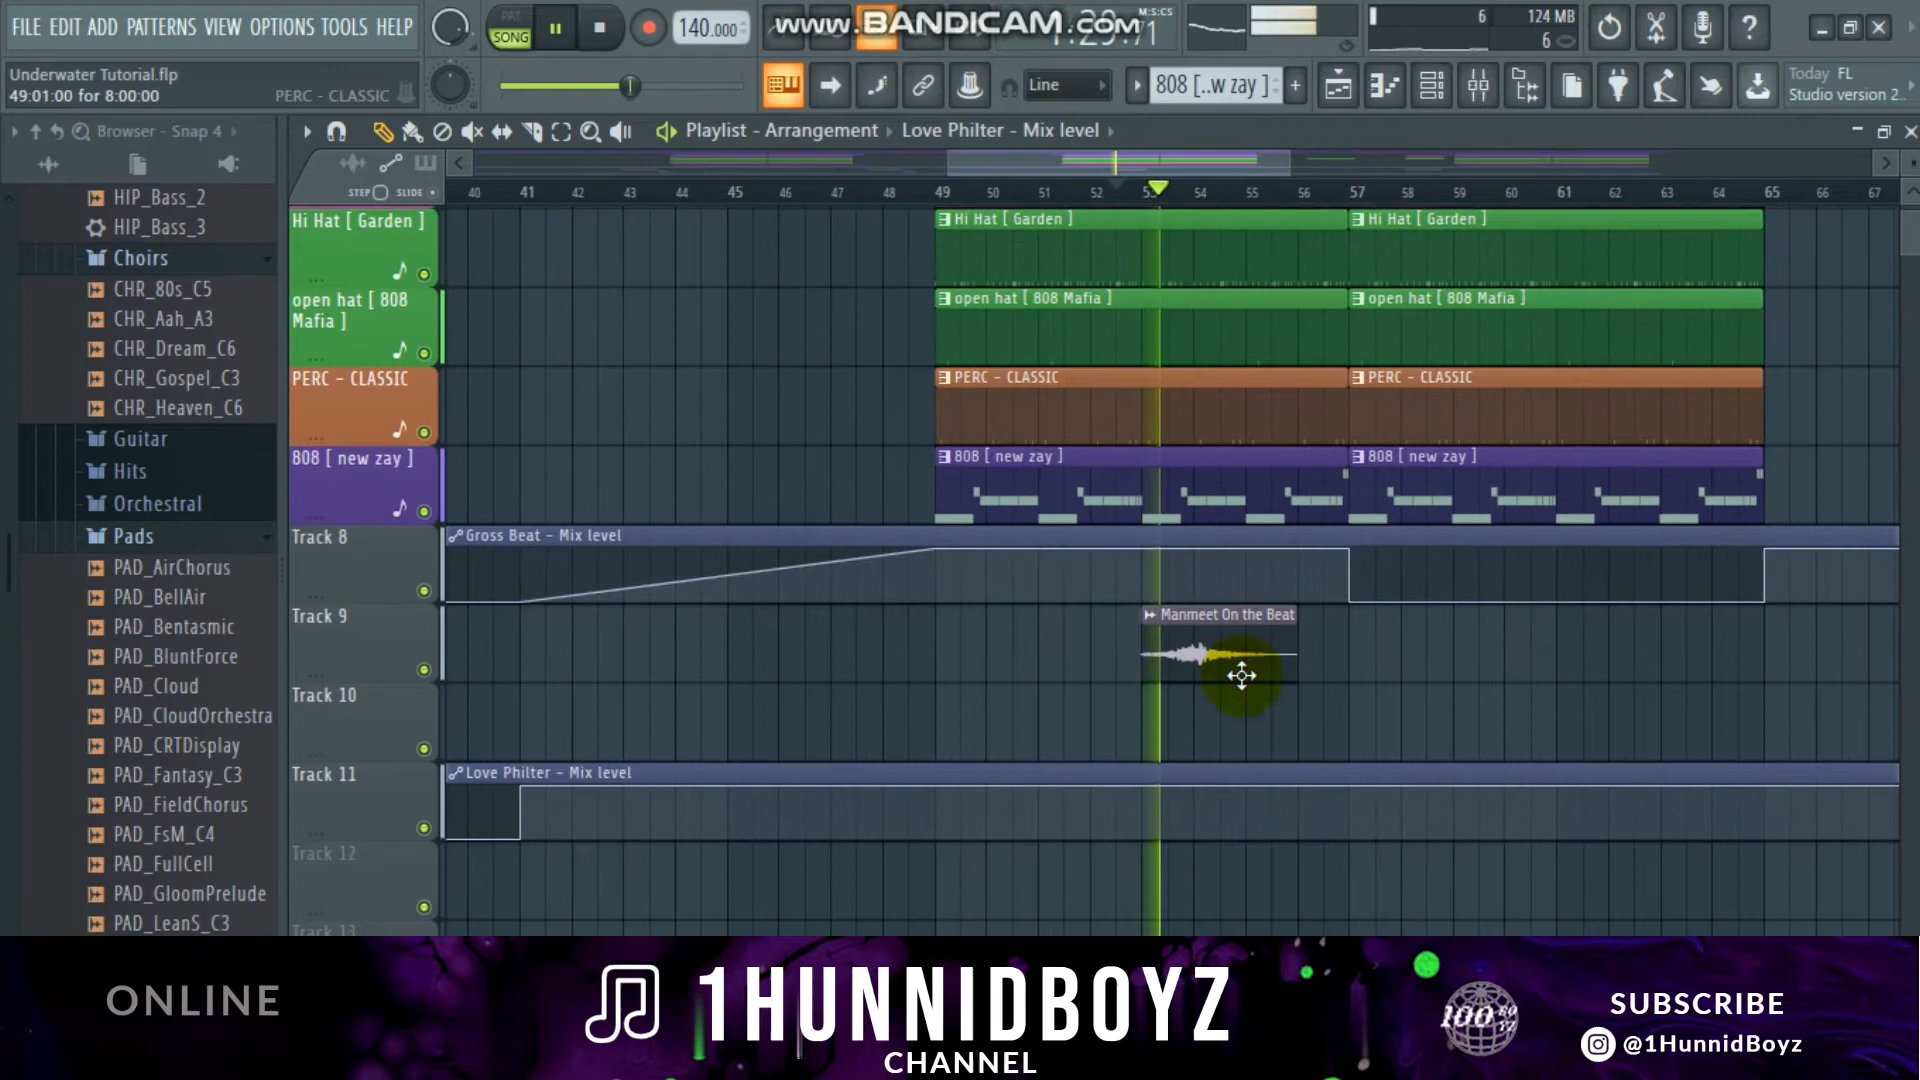 FILE EDIT ADD PATTERNS VIEW OPTIONS TOOLS HELP
PAT
SONG
140.000
www.BANDICAM.com
M:S:CS
6
124 MB
6
Underwater Tutorial.flp
49:01:00 for 8:00:00
PERC - CLASSIC
Line
808 [..w zay ]
Today FL
Studio version 2..
Browser - Snap 4
Playlist - Arrangement
Love Philter - Mix level
STEP
SLIDE
40 41 42 43 44 45 46 47 48 49 50 51 52 53 54 55 56 57 58 59 60 61 62 63 64 65 66 67
HIP_Bass_2
HIP_Bass_3
Choirs
CHR_80s_C5
CHR_Aah_A3
CHR_Dream_C6
CHR_Gospel_C3
CHR_Heaven_C6
Guitar
Hits
Orchestral
Pads
PAD_AirChorus
PAD_BellAir
PAD_Bentasmic
PAD_BluntForce
PAD_Cloud
PAD_CloudOrchestra
PAD_CRTDisplay
PAD_Fantasy_C3
PAD_FieldChorus
PAD_FsM_C4
PAD_FullCell
PAD_GloomPrelude
PAD_LeanS_C3
Hi Hat [ Garden ]
Hi Hat [ Garden ]
Hi Hat [ Garden ]
open hat [ 808
Mafia ]
open hat [ 808 Mafia ]
open hat [ 808 Mafia ]
PERC - CLASSIC
PERC - CLASSIC
PERC - CLASSIC
808 [ new zay ]
808 [ new zay ]
808 [ new zay ]
Track 8
Gross Beat - Mix level
Track 9
Manmeet On the Beat
Track 10
Track 11
Love Philter - Mix level
Track 12
Track 13
ONLINE
1HUNNIDBOYZ
CHANNEL
100
SUBSCRIBE
@1HunnidBoyz